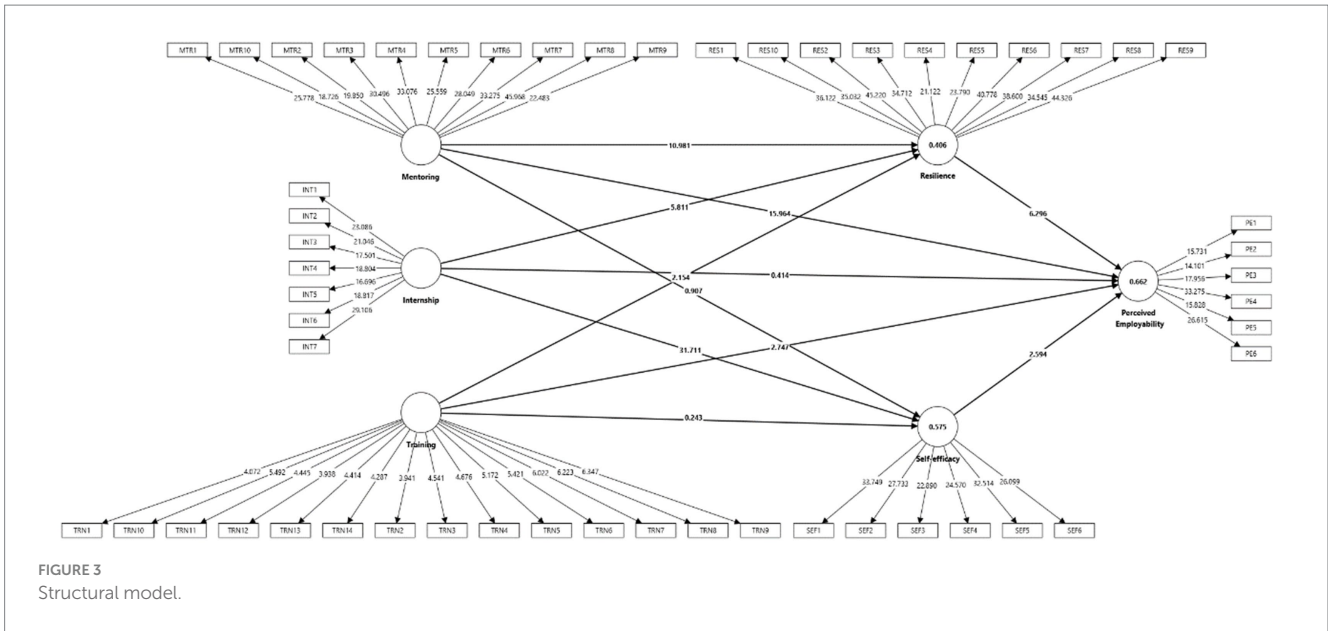 MTR1 MTR10 MTR2 MTR3 MTR4 MTR5 MTR6 MTR7 MTR8 MTR9
RES1 RES10 RES2 RES3 RES4 RES5 RES6 RES7 RES8 RES9
25.778 18.726 19.850 30.496 33.076 25.559 28.049 33.275 45.968 22.483
36.122 35.032 45.220 34.712 21.122 23.790 40.778 38.600 34.545 44.326
Mentoring
10.981
0.406
Resilience
INT1
INT2
INT3
INT4
INT5
INT6
INT7
23.086
21.046
17.501
18.804
16.696
18.817
29.106
Internship
5.811
15.964
6.296
2.154
0.414
0.907
0.662
Perceived
Employability
PE1
PE2
PE3
PE4
PE5
PE6
15.731
14.101
17.956
33.275
15.828
26.615
31.711
2.747
2.594
Training
0.243
0.575
Self-efficacy
4.072 5.492 4.445 3.938 4.414 4.287 3.941 4.541 4.676 5.172 5.421 6.022 6.223 6.347
33.749 27.733 22.890 24.570 32.514 26.099
TRN1 TRN10 TRN11 TRN12 TRN13 TRN14 TRN2 TRN3 TRN4 TRN5 TRN6 TRN7 TRN8 TRN9
SEF1 SEF2 SEF3 SEF4 SEF5 SEF6
FIGURE 3
Structural model.